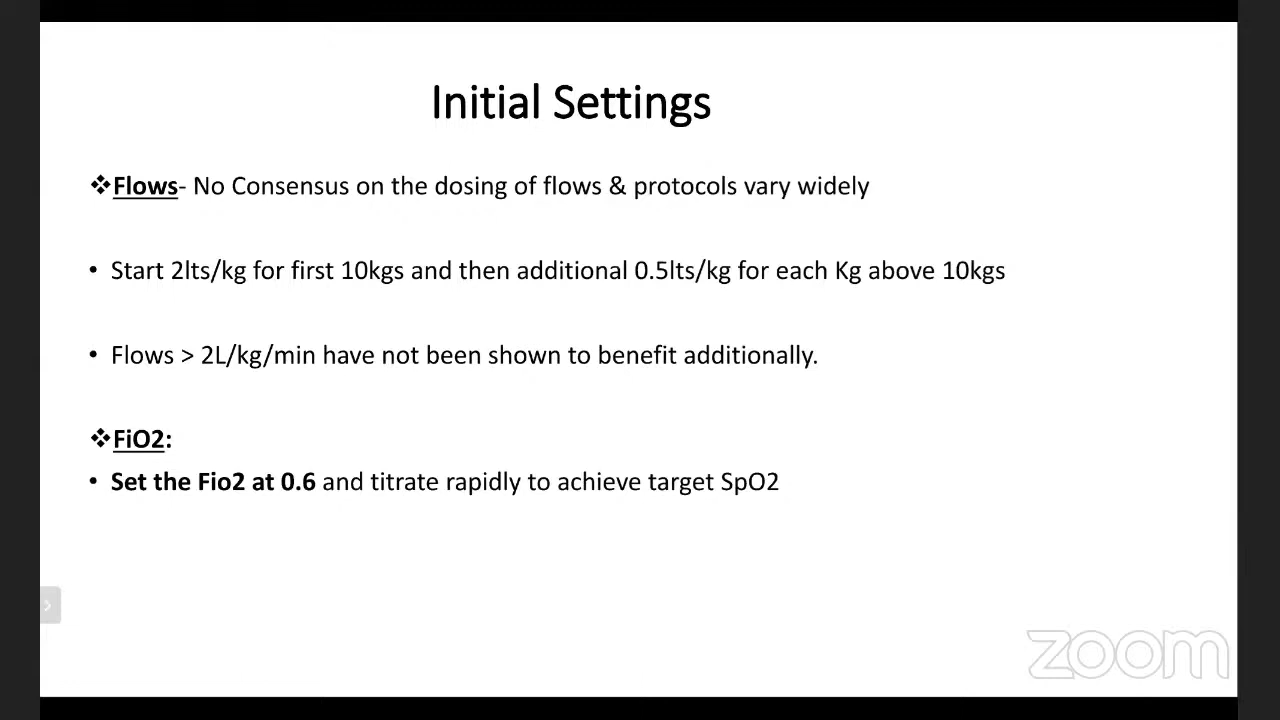 Initial Settings
❖Flows- No Consensus on the dosing of flows & protocols vary widely
• Start 2lts/kg for first 10kgs and then additional 0.5lts/kg for each Kg above 10kgs
• Flows > 2L/kg/min have not been shown to benefit additionally.
❖FiO2:
• Set the Fio2 at 0.6 and titrate rapidly to achieve target SpO2
zoom